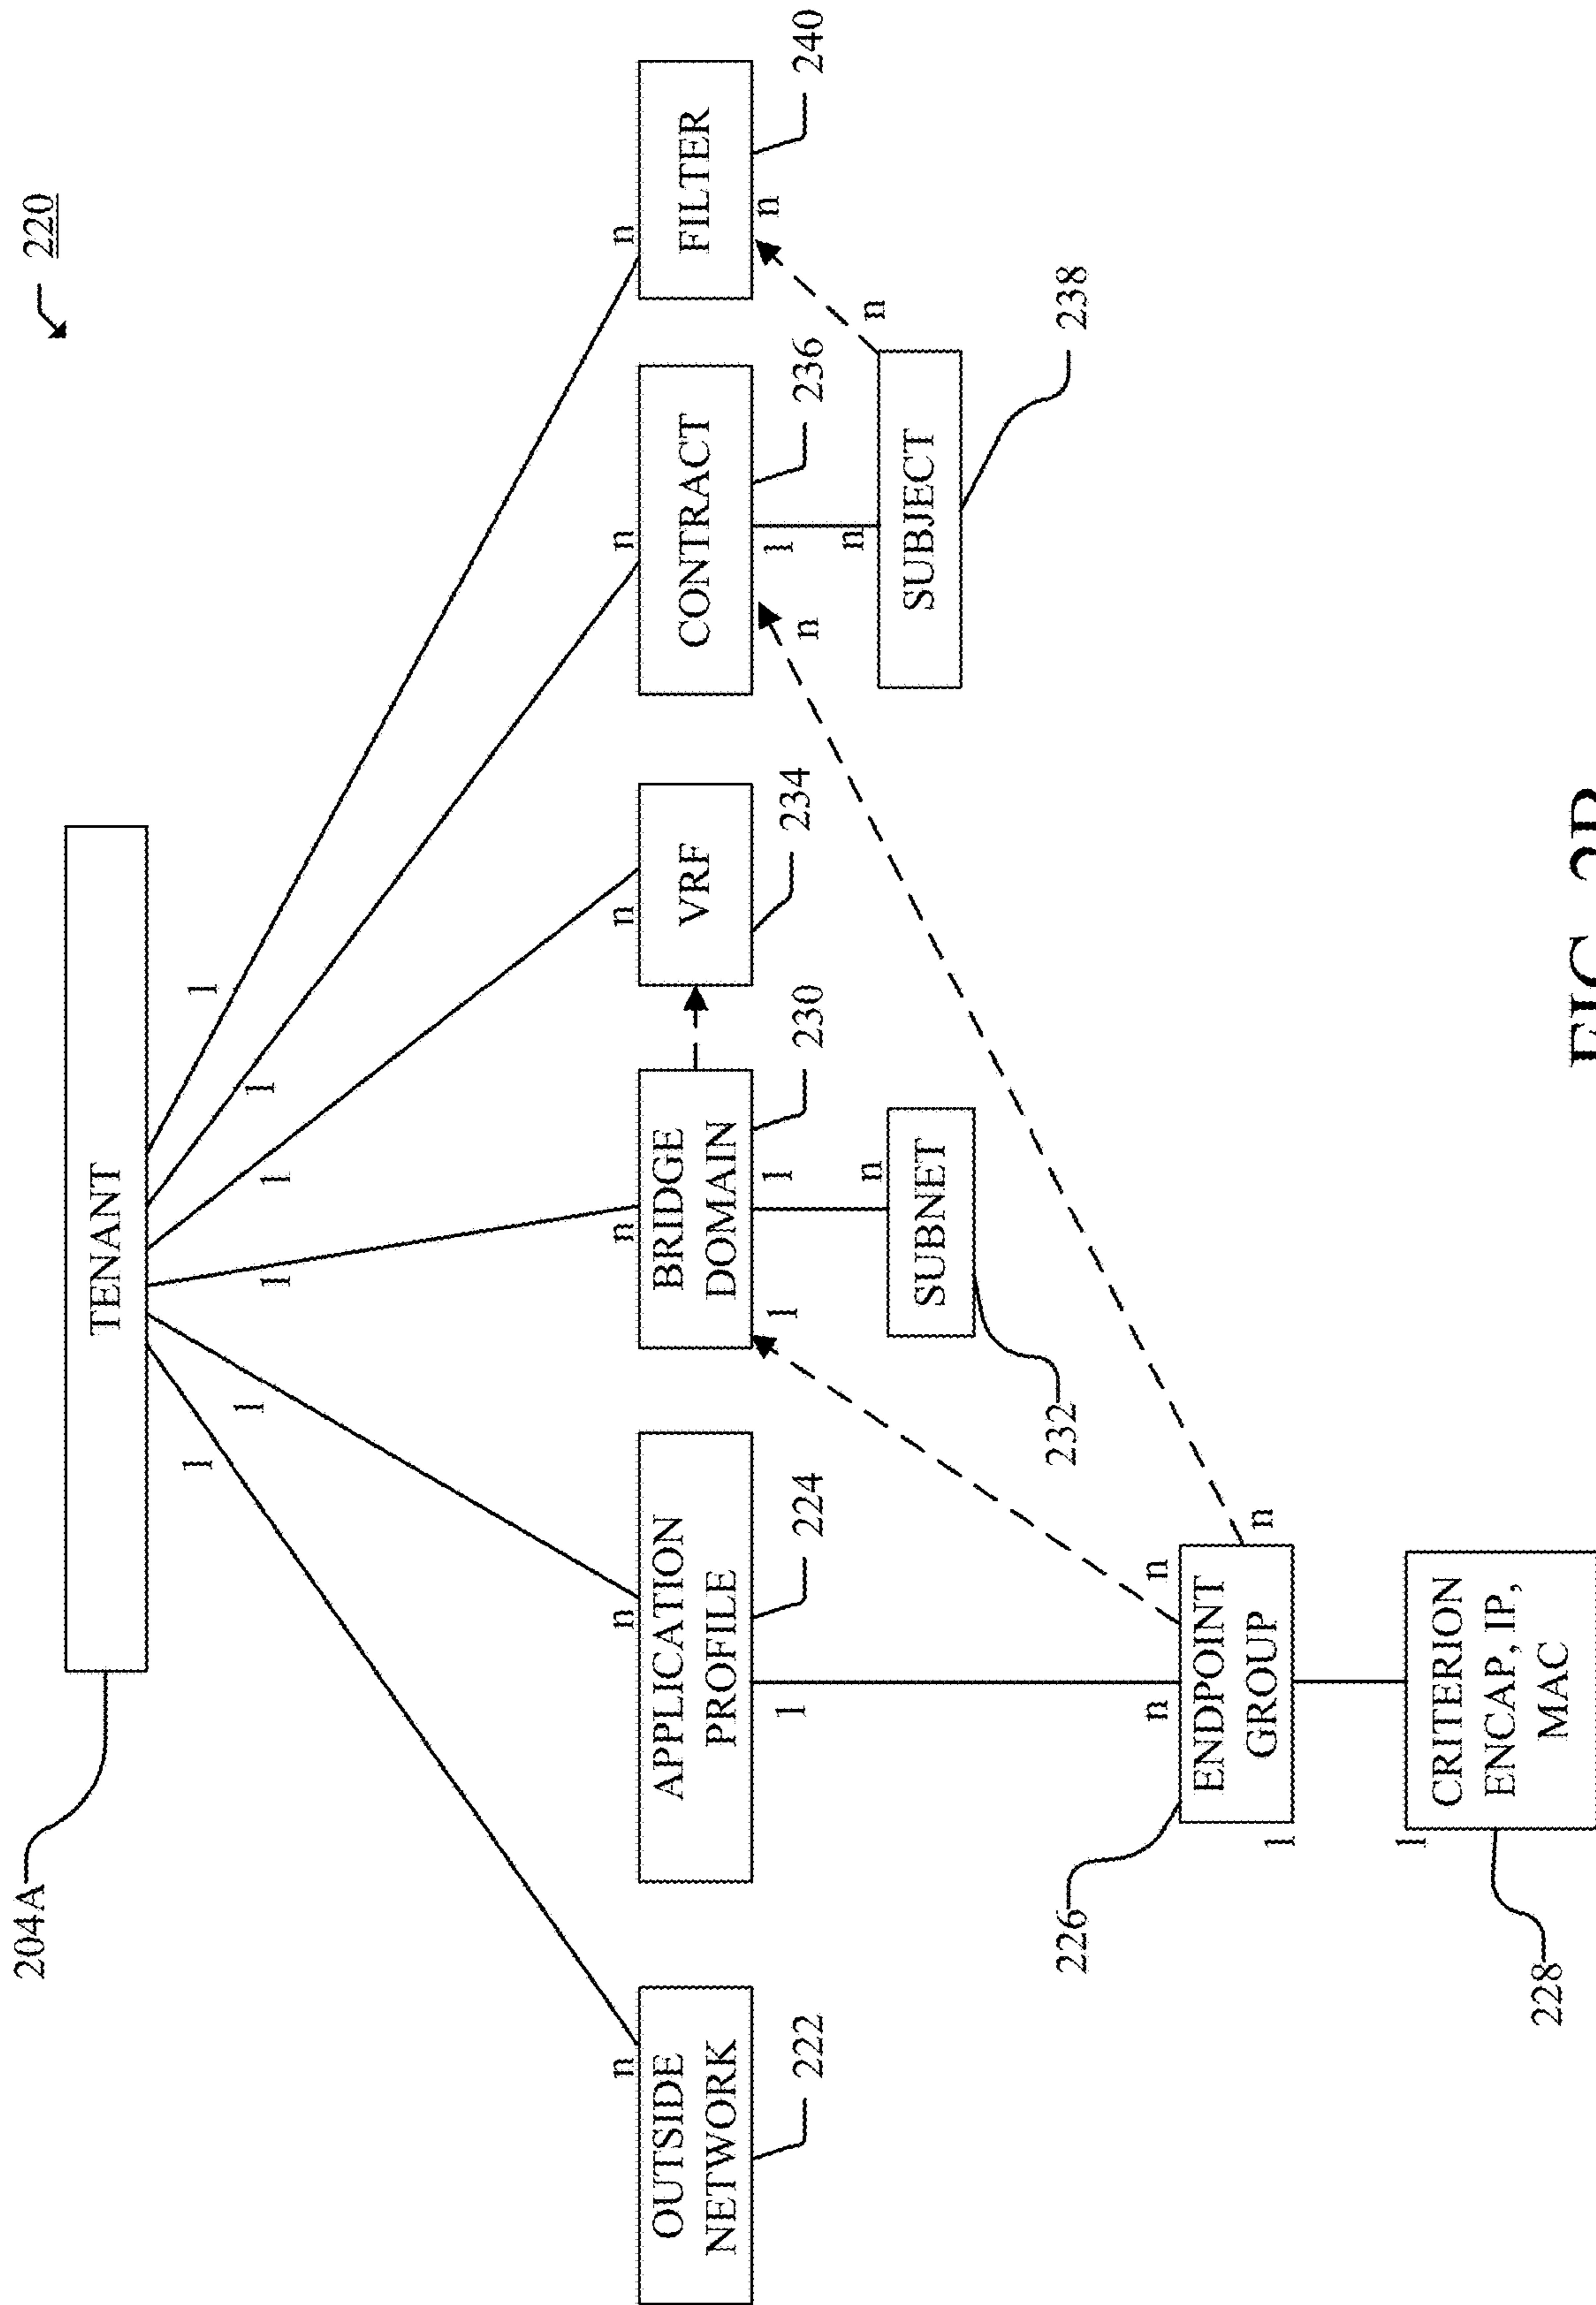 220
204A
TENANT
1
1
1
1
1
1
n
n
n
n
n
n
OUTSIDE
NETWORK
222
APPLICATION
PROFILE
224
BRIDGE
DOMAIN
230
VRF
234
CONTRACT
236
FILTER
240
1
1
1
n
1
n
n
n
n
SUBNET
232
SUBJECT
238
226
n
n
n
ENDPOINT
GROUP
1
1
CRITERION
ENCAP, IP,
MAC
228
FIG. 2B